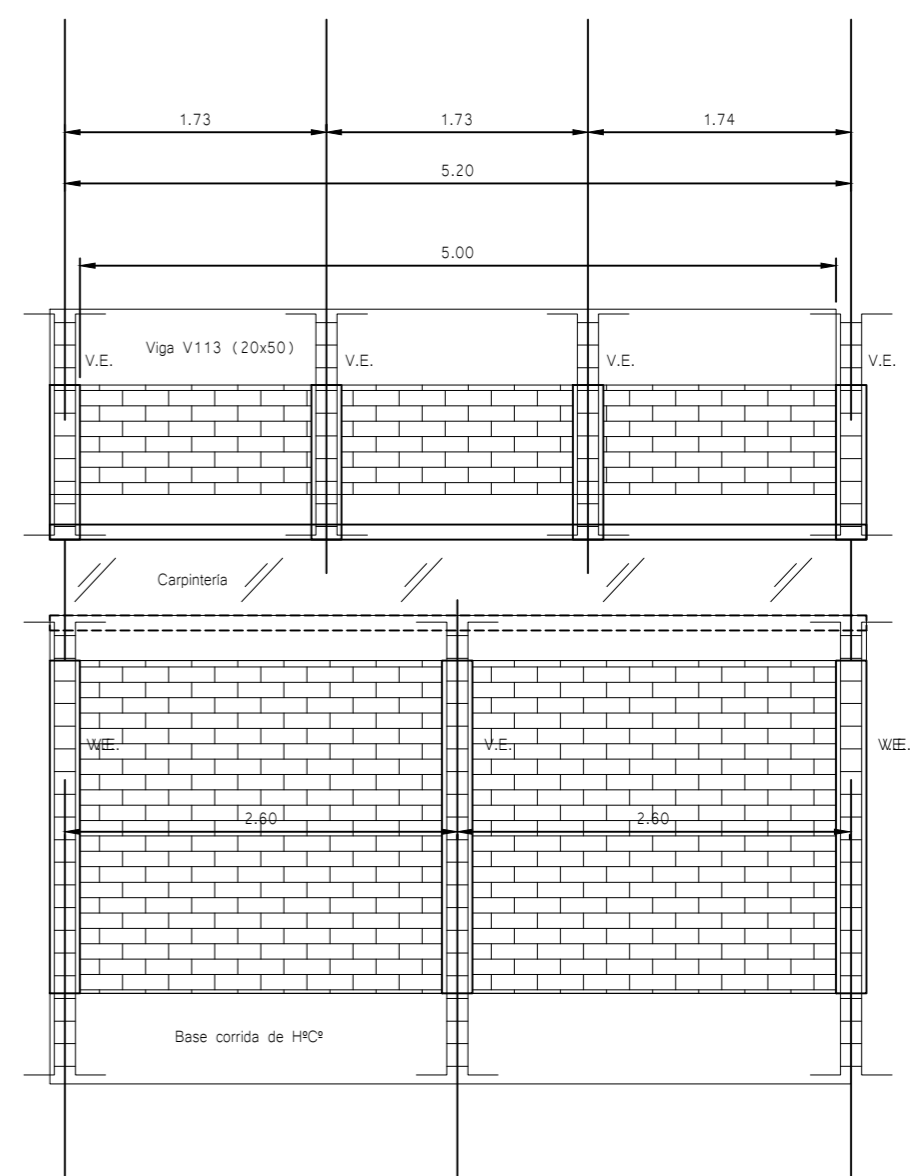 1.73 1.73 1.74
5.20
5.00
Viga V113 (20x50)
V.E. V.E. V.E. V.E.
Carpintería
V.E.
2.60 2.60
Base corrida de HºCº